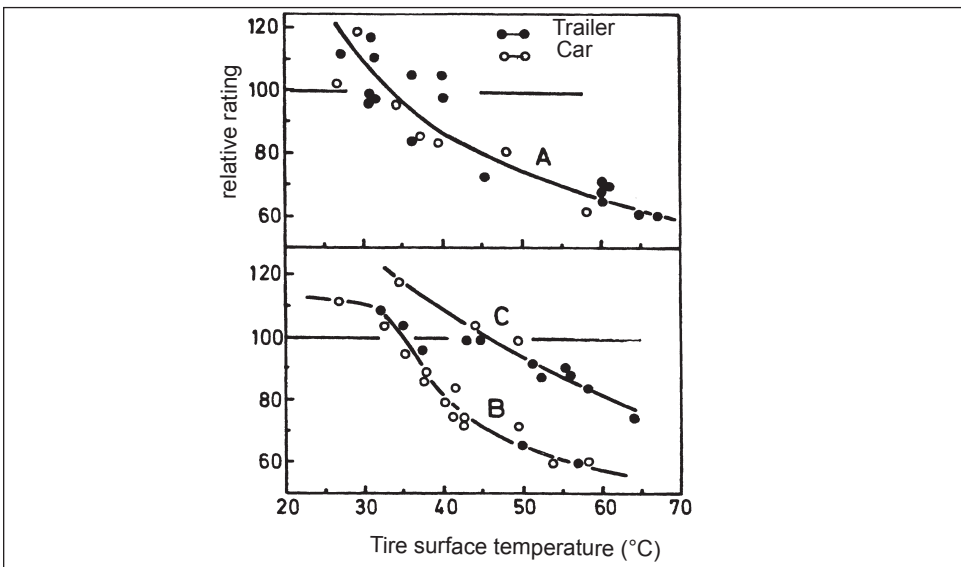 120
100
80
60
relative rating
Trailer
Car
A
120
100
80
60
C
B
20 30 40 50 60 70
Tire surface temperature (°C)